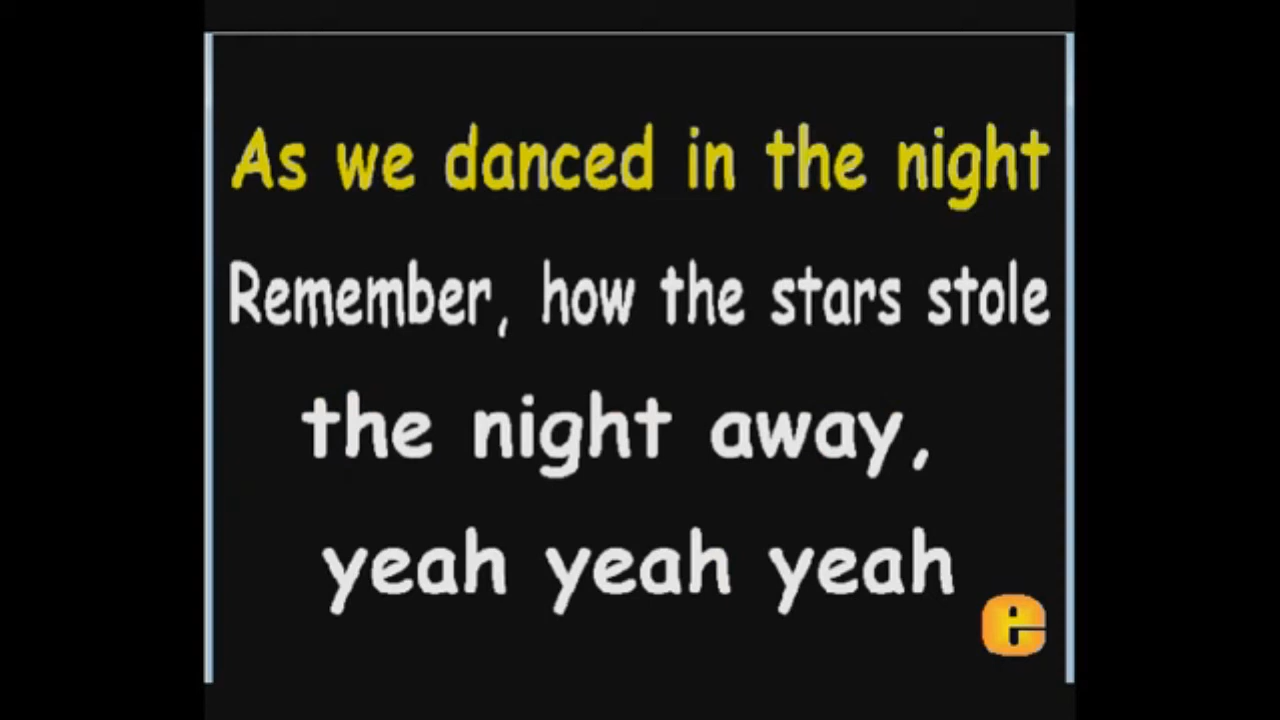 As we danced in the night
Remember, how the stars stole
the night away,
yeah yeah yeah
e